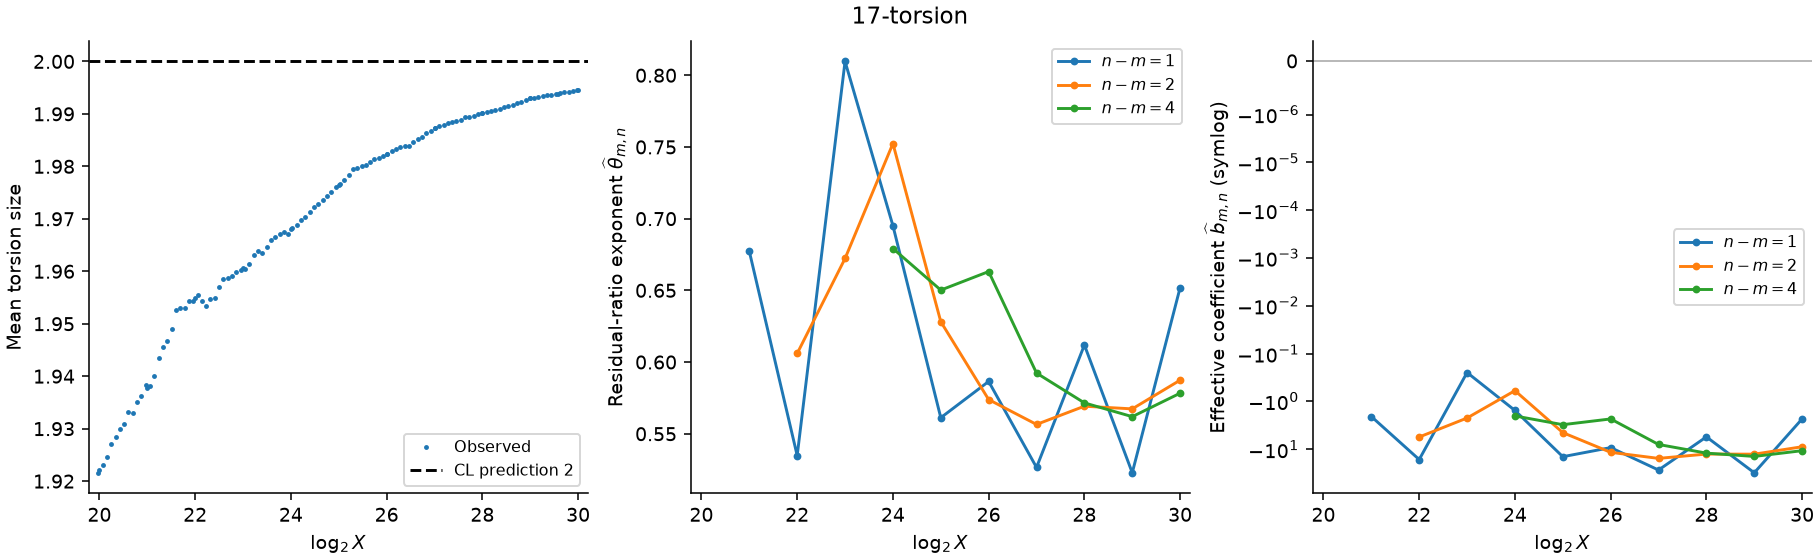 17-torsion
Mean torsion size
2.00
1.99
1.98
1.97
1.96
1.95
1.94
1.93
1.92
Observed
CL prediction 2
20 22 24 26 28 30
log₂ X
Residual-ratio exponent θ̂ₘ,ₙ
0.80
0.75
0.70
0.65
0.60
0.55
n − m = 1
n − m = 2
n − m = 4
20 22 24 26 28 30
log₂ X
Effective coefficient b̂ₘ,ₙ (symlog)
0
−10⁻⁶
−10⁻⁵
−10⁻⁴
−10⁻³
−10⁻²
−10⁻¹
−10⁰
−10¹
n − m = 1
n − m = 2
n − m = 4
20 22 24 26 28 30
log₂ X